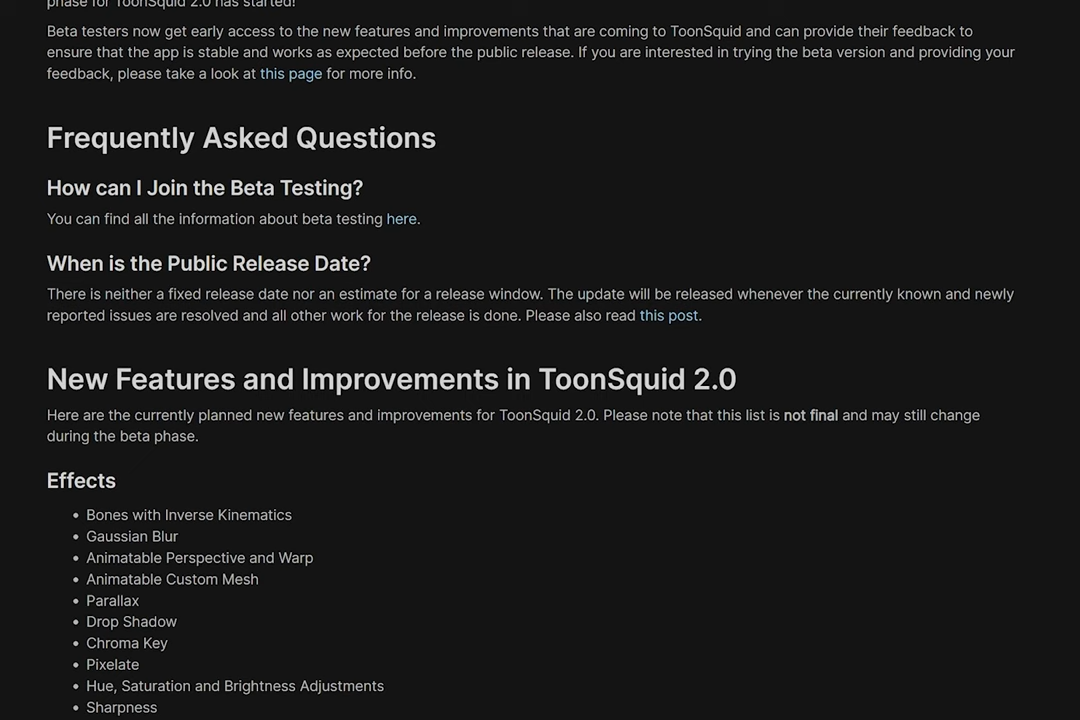 phase for ToonSquid 2.0 has started!
Beta testers now get early access to the new features and improvements that are coming to ToonSquid and can provide their feedback to
ensure that the app is stable and works as expected before the public release. If you are interested in trying the beta version and providing your
feedback, please take a look at this page for more info.
Frequently Asked Questions
How can I Join the Beta Testing?
You can find all the information about beta testing here.
When is the Public Release Date?
There is neither a fixed release date nor an estimate for a release window. The update will be released whenever the currently known and newly
reported issues are resolved and all other work for the release is done. Please also read this post.
New Features and Improvements in ToonSquid 2.0
Here are the currently planned new features and improvements for ToonSquid 2.0. Please note that this list is not final and may still change
during the beta phase.
Effects
• Bones with Inverse Kinematics
• Gaussian Blur
• Animatable Perspective and Warp
• Animatable Custom Mesh
• Parallax
• Drop Shadow
• Chroma Key
• Pixelate
• Hue, Saturation and Brightness Adjustments
• Sharpness